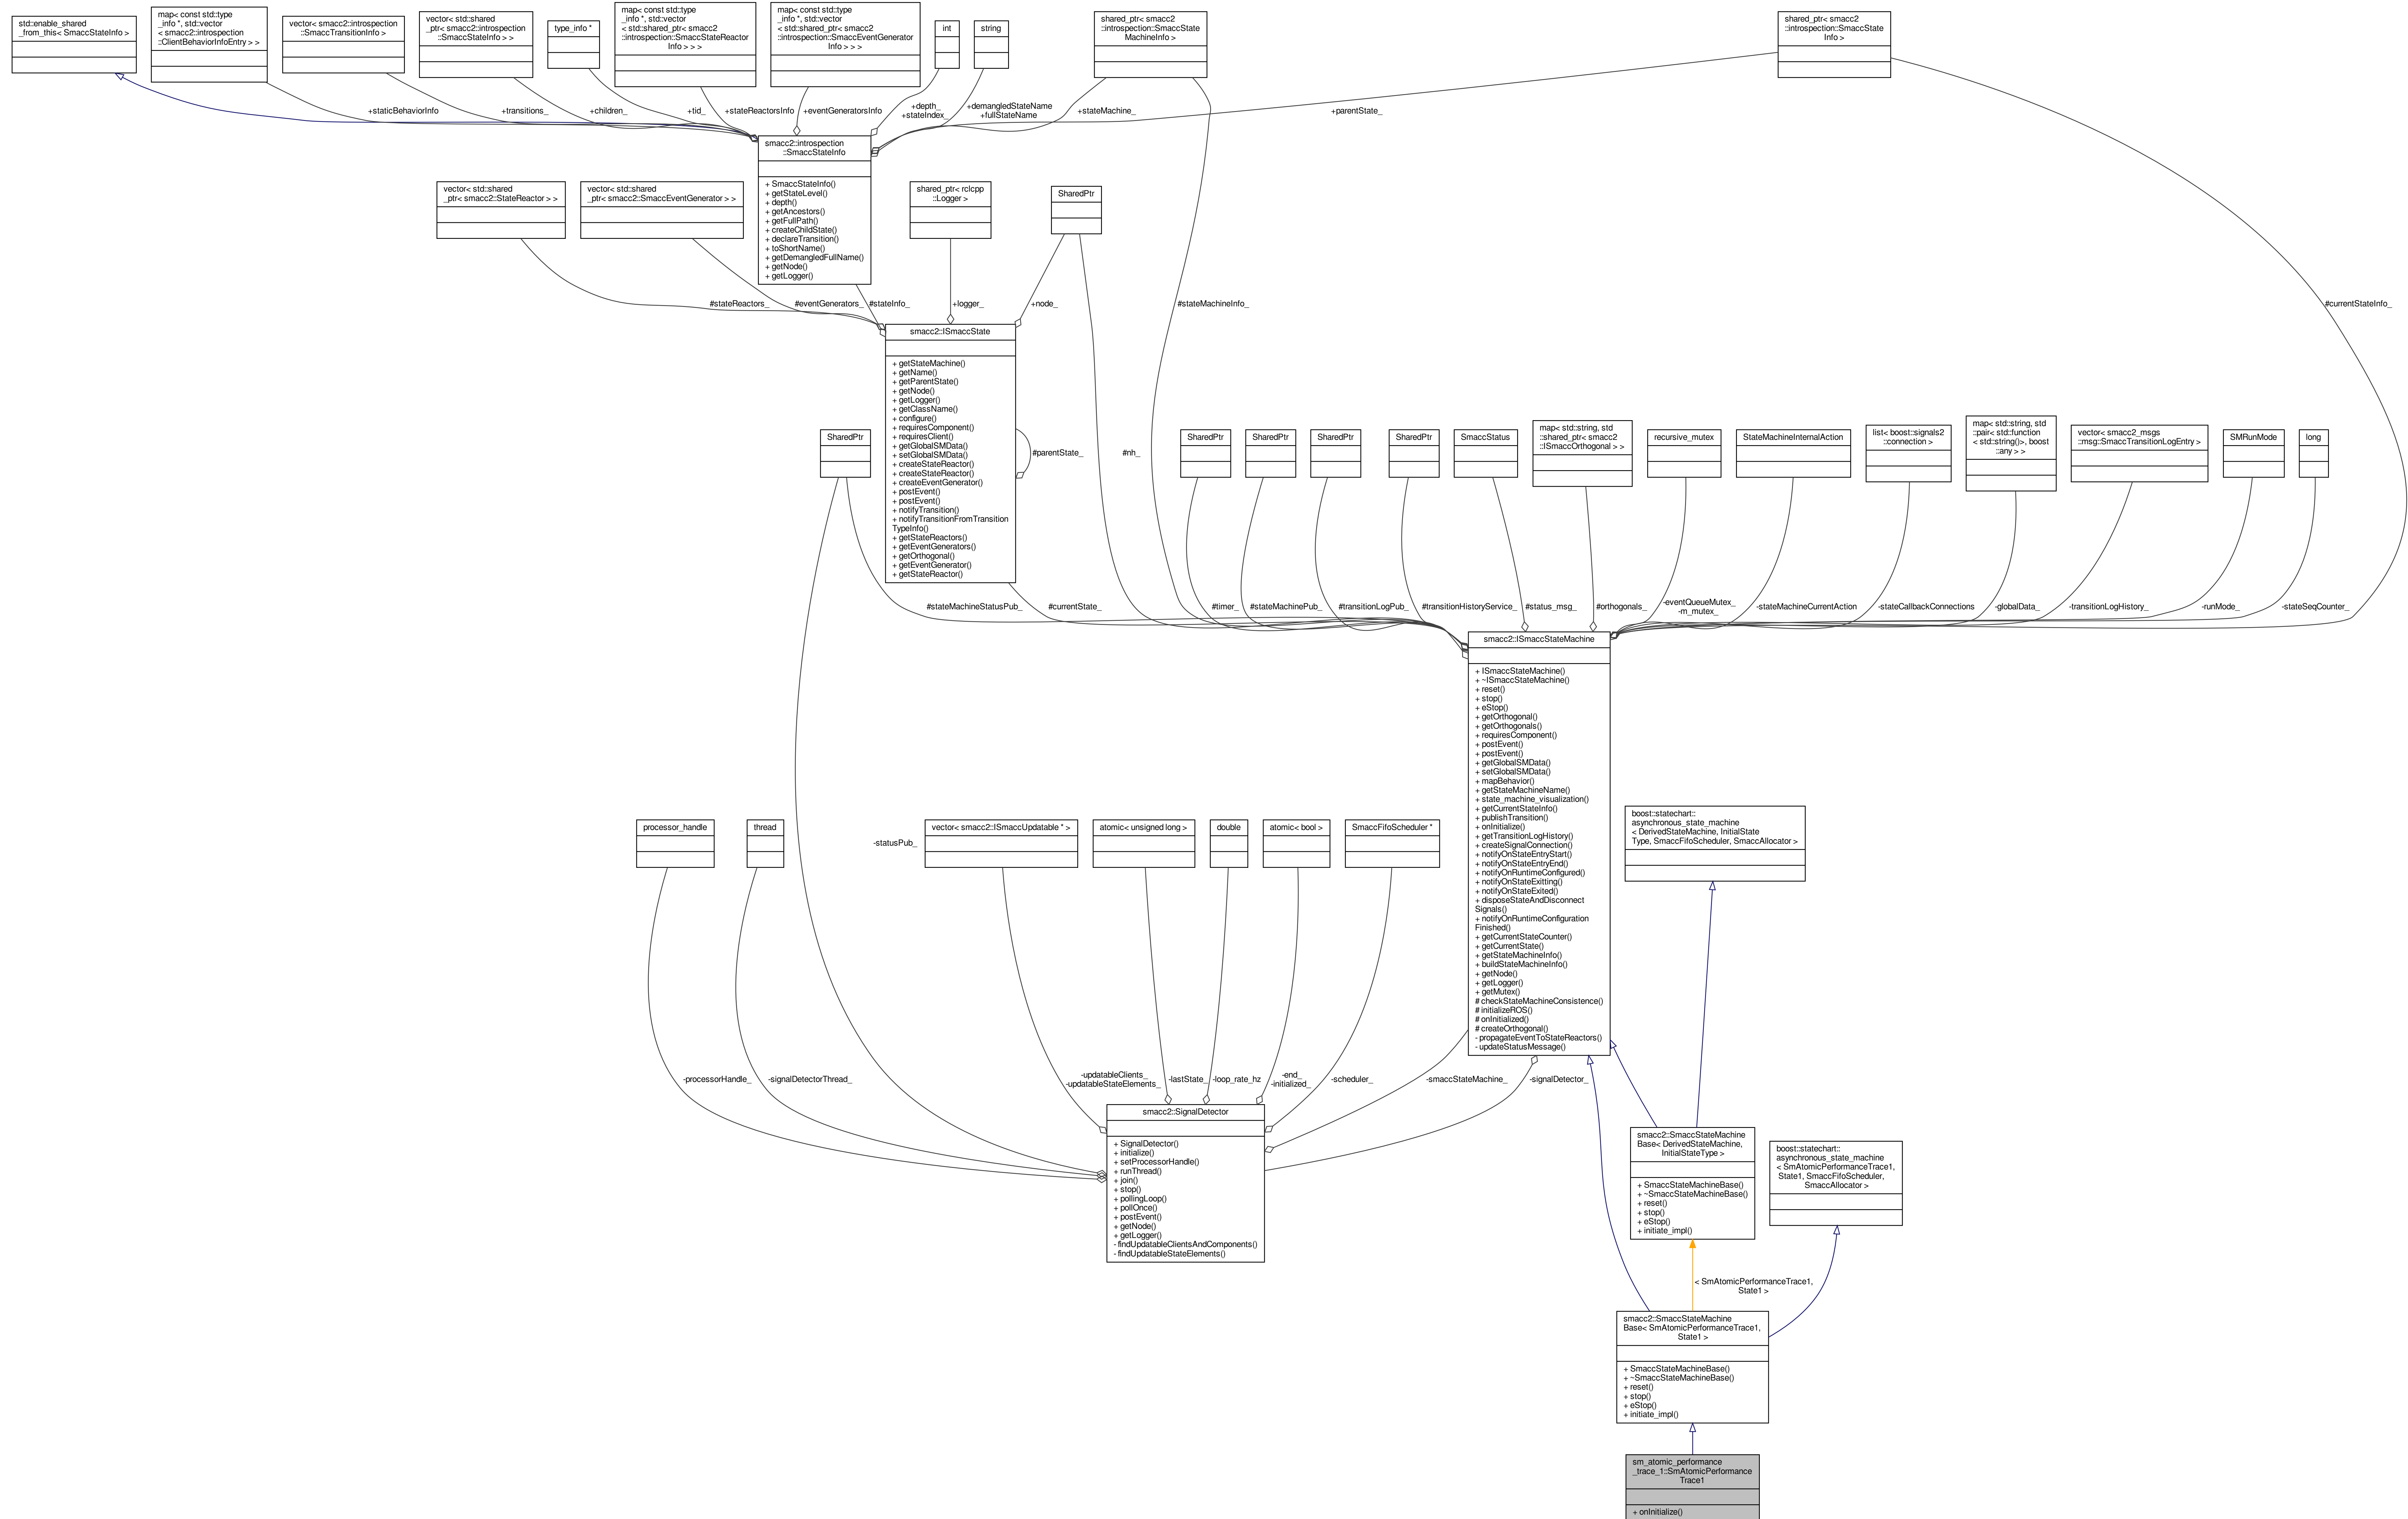 std::enable_shared
_from_this< SmaccStateInfo >
map< const std::type
_info *, std::vector
< smacc2::introspection
::ClientBehaviorInfoEntry > >
vector< smacc2::introspection
::SmaccTransitionInfo >
vector< std::shared
_ptr< smacc2::introspection
::SmaccStateInfo > >
type_info *
map< const std::type
_info *, std::vector
< std::shared_ptr< smacc2
::introspection::SmaccStateReactor
Info > > >
map< const std::type
_info *, std::vector
< std::shared_ptr< smacc2
::introspection::SmaccEventGenerator
Info > > >
int
string
shared_ptr< smacc2
::introspection::SmaccState
MachineInfo >
shared_ptr< smacc2
::introspection::SmaccState
Info >
+staticBehaviorInfo
+transitions_
+children_
+tid_
+stateReactorsInfo
+eventGeneratorsInfo
+depth_
+stateIndex_
+demangledStateName
+fullStateName
+stateMachine_
+parentState_
smacc2::introspection
::SmaccStateInfo
+ SmaccStateInfo()
+ getStateLevel()
+ depth()
+ getAncestors()
+ getFullPath()
+ createChildState()
+ declareTransition()
+ toShortName()
+ getDemangledFullName()
+ getNode()
+ getLogger()
vector< std::shared
_ptr< smacc2::StateReactor > >
vector< std::shared
_ptr< smacc2::SmaccEventGenerator > >
shared_ptr< rclcpp
::Logger >
SharedPtr
#stateReactors_
#eventGenerators_
#stateInfo_
+logger_
+node_
#stateMachineInfo_
#currentStateInfo_
smacc2::ISmaccState
+ getStateMachine()
+ getName()
+ getParentState()
+ getNode()
+ getLogger()
+ getClassName()
+ configure()
+ requiresComponent()
+ requiresClient()
+ getGlobalSMData()
+ setGlobalSMData()
+ createStateReactor()
+ createStateReactor()
+ createEventGenerator()
+ postEvent()
+ postEvent()
+ notifyTransition()
+ notifyTransitionFromTransition
TypeInfo()
+ getStateReactors()
+ getEventGenerators()
+ getOrthogonal()
+ getEventGenerator()
+ getStateReactor()
#parentState_
#nh_
SharedPtr
SharedPtr
SharedPtr
SharedPtr
SharedPtr
SmaccStatus
map< std::string, std
::shared_ptr< smacc2
::ISmaccOrthogonal > >
recursive_mutex
StateMachineInternalAction
list< boost::signals2
::connection >
map< std::string, std
::pair< std::function
< std::string()>, boost
::any > >
vector< smacc2_msgs
::msg::SmaccTransitionLogEntry >
SMRunMode
long
#stateMachineStatusPub_
#currentState_
#timer_
#stateMachinePub_
#transitionLogPub_
#transitionHistoryService_
#status_msg_
#orthogonals_
-eventQueueMutex_
-m_mutex_
-stateMachineCurrentAction
-stateCallbackConnections
-globalData_
-transitionLogHistory_
-runMode_
-stateSeqCounter_
smacc2::ISmaccStateMachine
+ ISmaccStateMachine()
+ ~ISmaccStateMachine()
+ reset()
+ stop()
+ eStop()
+ getOrthogonal()
+ getOrthogonals()
+ requiresComponent()
+ postEvent()
+ postEvent()
+ getGlobalSMData()
+ setGlobalSMData()
+ mapBehavior()
+ getStateMachineName()
+ state_machine_visualization()
+ getCurrentStateInfo()
+ publishTransition()
+ onInitialize()
+ getTransitionLogHistory()
+ createSignalConnection()
+ notifyOnStateEntryStart()
+ notifyOnStateEntryEnd()
+ notifyOnRuntimeConfigured()
+ notifyOnStateExitting()
+ notifyOnStateExited()
+ disposeStateAndDisconnect
Signals()
+ notifyOnRuntimeConfiguration
Finished()
+ getCurrentStateCounter()
+ getCurrentState()
+ getStateMachineInfo()
+ buildStateMachineInfo()
+ getNode()
+ getLogger()
+ getMutex()
# checkStateMachineConsistence()
# initializeROS()
# onInitialized()
# createOrthogonal()
- propagateEventToStateReactors()
- updateStatusMessage()
processor_handle
thread
-statusPub_
vector< smacc2::ISmaccUpdatable * >
atomic< unsigned long >
double
atomic< bool >
SmaccFifoScheduler *
boost::statechart::
asynchronous_state_machine
< DerivedStateMachine, InitialState
Type, SmaccFifoScheduler, SmaccAllocator >
-processorHandle_
-signalDetectorThread_
-updatableClients_
-updatableStateElements_
-lastState_
-loop_rate_hz
-end_
-initialized_
-scheduler_
-smaccStateMachine_
-signalDetector_
smacc2::SignalDetector
+ SignalDetector()
+ initialize()
+ setProcessorHandle()
+ runThread()
+ join()
+ stop()
+ pollingLoop()
+ pollOnce()
+ postEvent()
+ getNode()
+ getLogger()
- findUpdatableClientsAndComponents()
- findUpdatableStateElements()
smacc2::SmaccStateMachine
Base< DerivedStateMachine,
InitialStateType >
+ SmaccStateMachineBase()
+ ~SmaccStateMachineBase()
+ reset()
+ stop()
+ eStop()
+ initiate_impl()
boost::statechart::
asynchronous_state_machine
< SmAtomicPerformanceTrace1,
State1, SmaccFifoScheduler,
SmaccAllocator >
< SmAtomicPerformanceTrace1,
State1 >
smacc2::SmaccStateMachine
Base< SmAtomicPerformanceTrace1,
State1 >
+ SmaccStateMachineBase()
+ ~SmaccStateMachineBase()
+ reset()
+ stop()
+ eStop()
+ initiate_impl()
sm_atomic_performance
_trace_1::SmAtomicPerformance
Trace1
+ onInitialize()